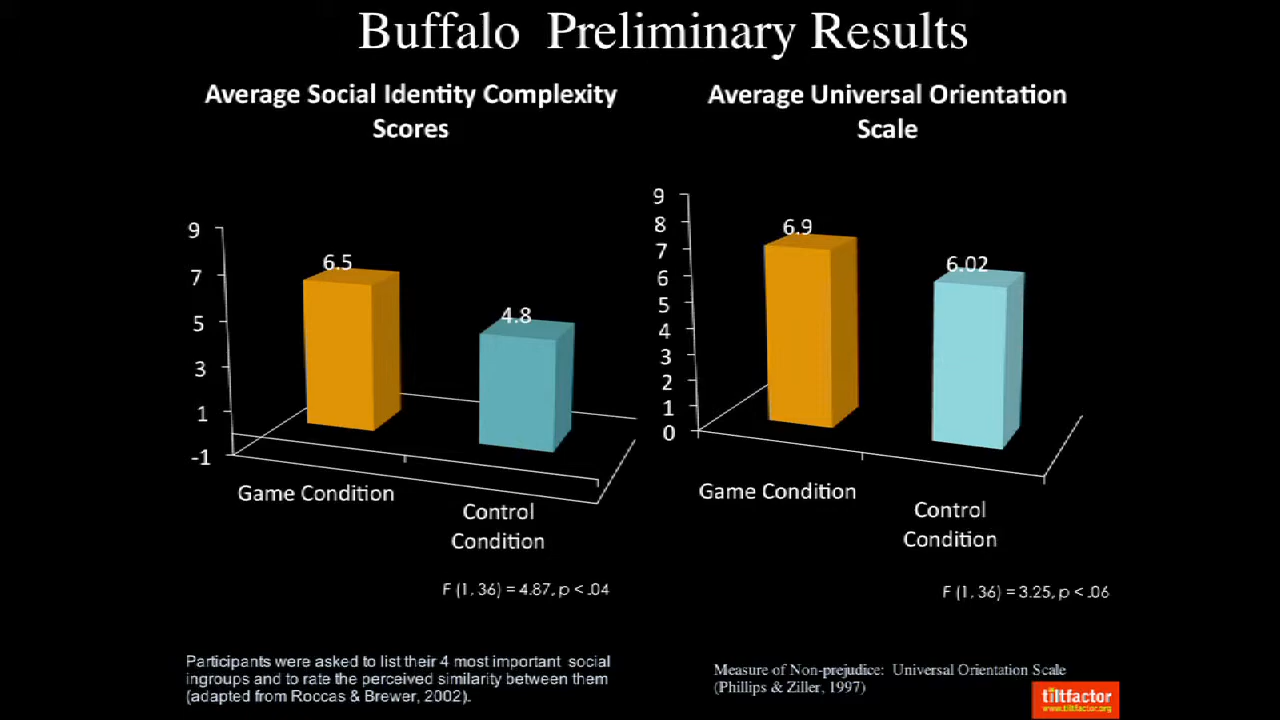 Buffalo Preliminary Results
Average Social Identity Complexity
Scores
9
7
5
3
1
-1
6.5
4.8
Game Condition
Control
Condition
F (1, 36) = 4.87, p < .04
Participants were asked to list their 4 most important social
ingroups and to rate the perceived similarity between them
(adapted from Roccas & Brewer, 2002).
Average Universal Orientation
Scale
9
8
7
6
5
4
3
2
1
0
6.9
6.02
Game Condition
Control
Condition
F (1, 36) = 3.25, p < .06
Measure of Non-prejudice: Universal Orientation Scale
(Phillips & Ziller, 1997)
tiltfactor
www.tiltfactor.org